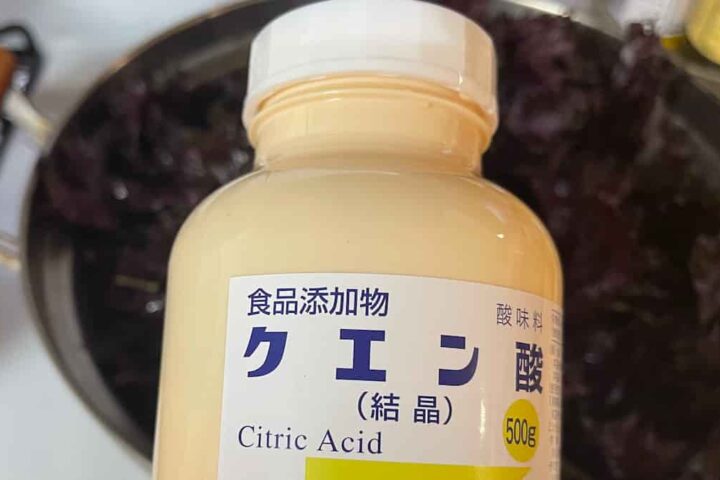 食品添加物
酸味料
クエン酸
(結晶)
500g
Citric Acid